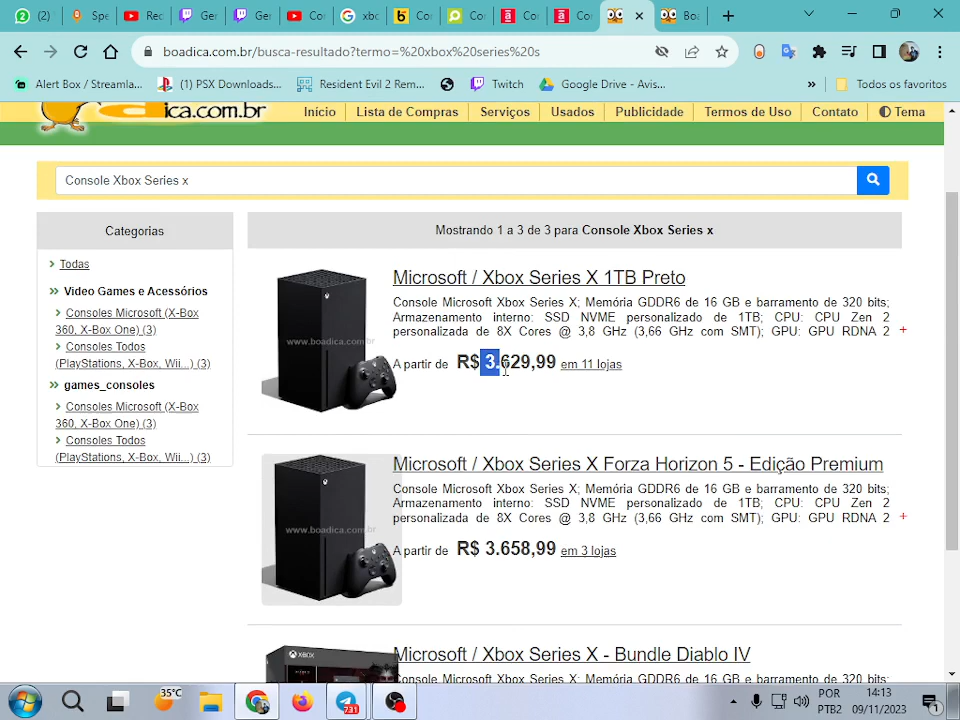 (2)
Spe
Rec
Ger
Ger
Cor
xbc
Co
Co
Co
Co
Co
Boa
boadica.com.br/busca-resultado?termo=%20xbox%20series%20s
Alert Box / Streamla...
(1) PSX Downloads...
Resident Evil 2 Rem...
Twitch
Google Drive - Avis...
»
Todos os favoritos
ica.com.br
Início
Lista de Compras
Serviços
Usados
Publicidade
Termos de Uso
Contato
Tema
Console Xbox Series x
Categorias
Todas
Video Games e Acessórios
Consoles Microsoft (X-Box
360, X-Box One) (3)
Consoles Todos
(PlayStations, X-Box, Wii...) (3)
games_consoles
Consoles Microsoft (X-Box
360, X-Box One) (3)
Consoles Todos
(PlayStations, X-Box, Wii...) (3)
Mostrando 1 a 3 de 3 para Console Xbox Series x
Microsoft / Xbox Series X 1TB Preto
Console Microsoft Xbox Series X; Memória GDDR6 de 16 GB e barramento de 320 bits;
Armazenamento interno: SSD NVME personalizado de 1TB; CPU: CPU Zen 2
personalizada de 8X Cores @ 3,8 GHz (3,66 GHz com SMT); GPU: GPU RDNA 2 +
www.boadica.com.br
A partir de R$ 3.629,99 em 11 lojas
Microsoft / Xbox Series X Forza Horizon 5 - Edição Premium
Console Microsoft Xbox Series X; Memória GDDR6 de 16 GB e barramento de 320 bits;
Armazenamento interno: SSD NVME personalizado de 1TB; CPU: CPU Zen 2
personalizada de 8X Cores @ 3,8 GHz (3,66 GHz com SMT); GPU: GPU RDNA 2 +
www.boadica.com.br
A partir de R$ 3.658,99 em 3 lojas
XBOX
Microsoft / Xbox Series X - Bundle Diablo IV
Console Microsoft Xbox Series X; Memória GDDR6 de 16 GB e barramento de 320 bits;
35°C
731
POR
PTB2
14:13
09/11/2023
1